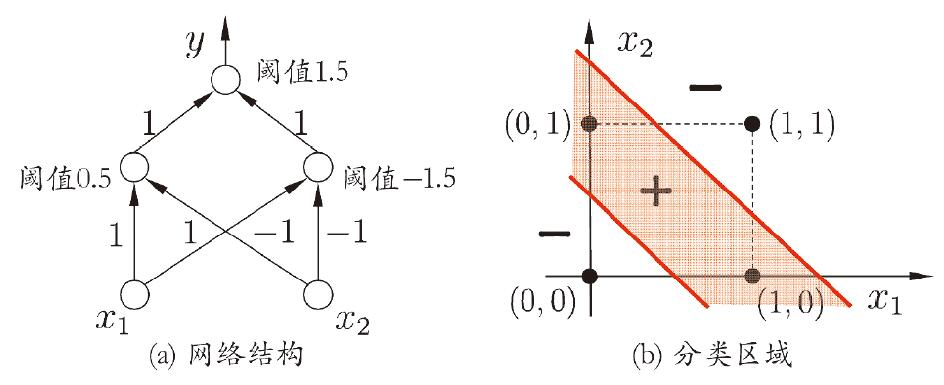 y
阈值1.5
1 1
阈值0.5
阈值-1.5
1 1 -1 -1
x₁
x₂
(a) 网络结构
x₂
−
(0, 1)
(1, 1)
+
−
(0, 0)
(1, 0)
x₁
(b) 分类区域